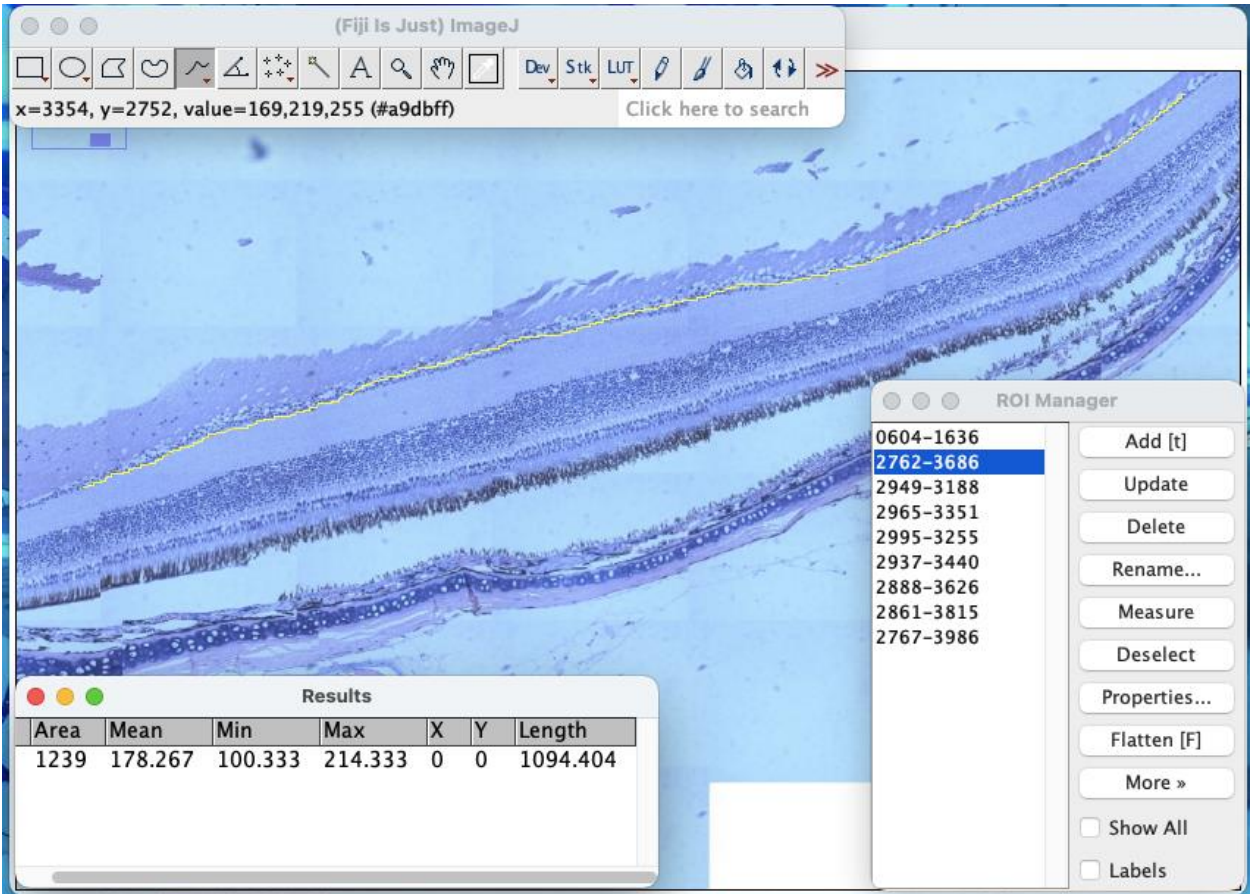 (Fiji Is Just) ImageJ
A Dev Stk LUT
x=3354, y=2752, value=169,219,255 (#a9dbff) Click here to search
ROI Manager
0604-1636
2762-3686
2949-3188
2965-3351
2995-3255
2937-3440
2888-3626
2861-3815
2767-3986
Add [t]
Update
Delete
Rename...
Measure
Deselect
Properties...
Flatten [F]
More »
Show All
Labels
Results
Area Mean Min Max X Y Length
1239 178.267 100.333 214.333 0 0 1094.404